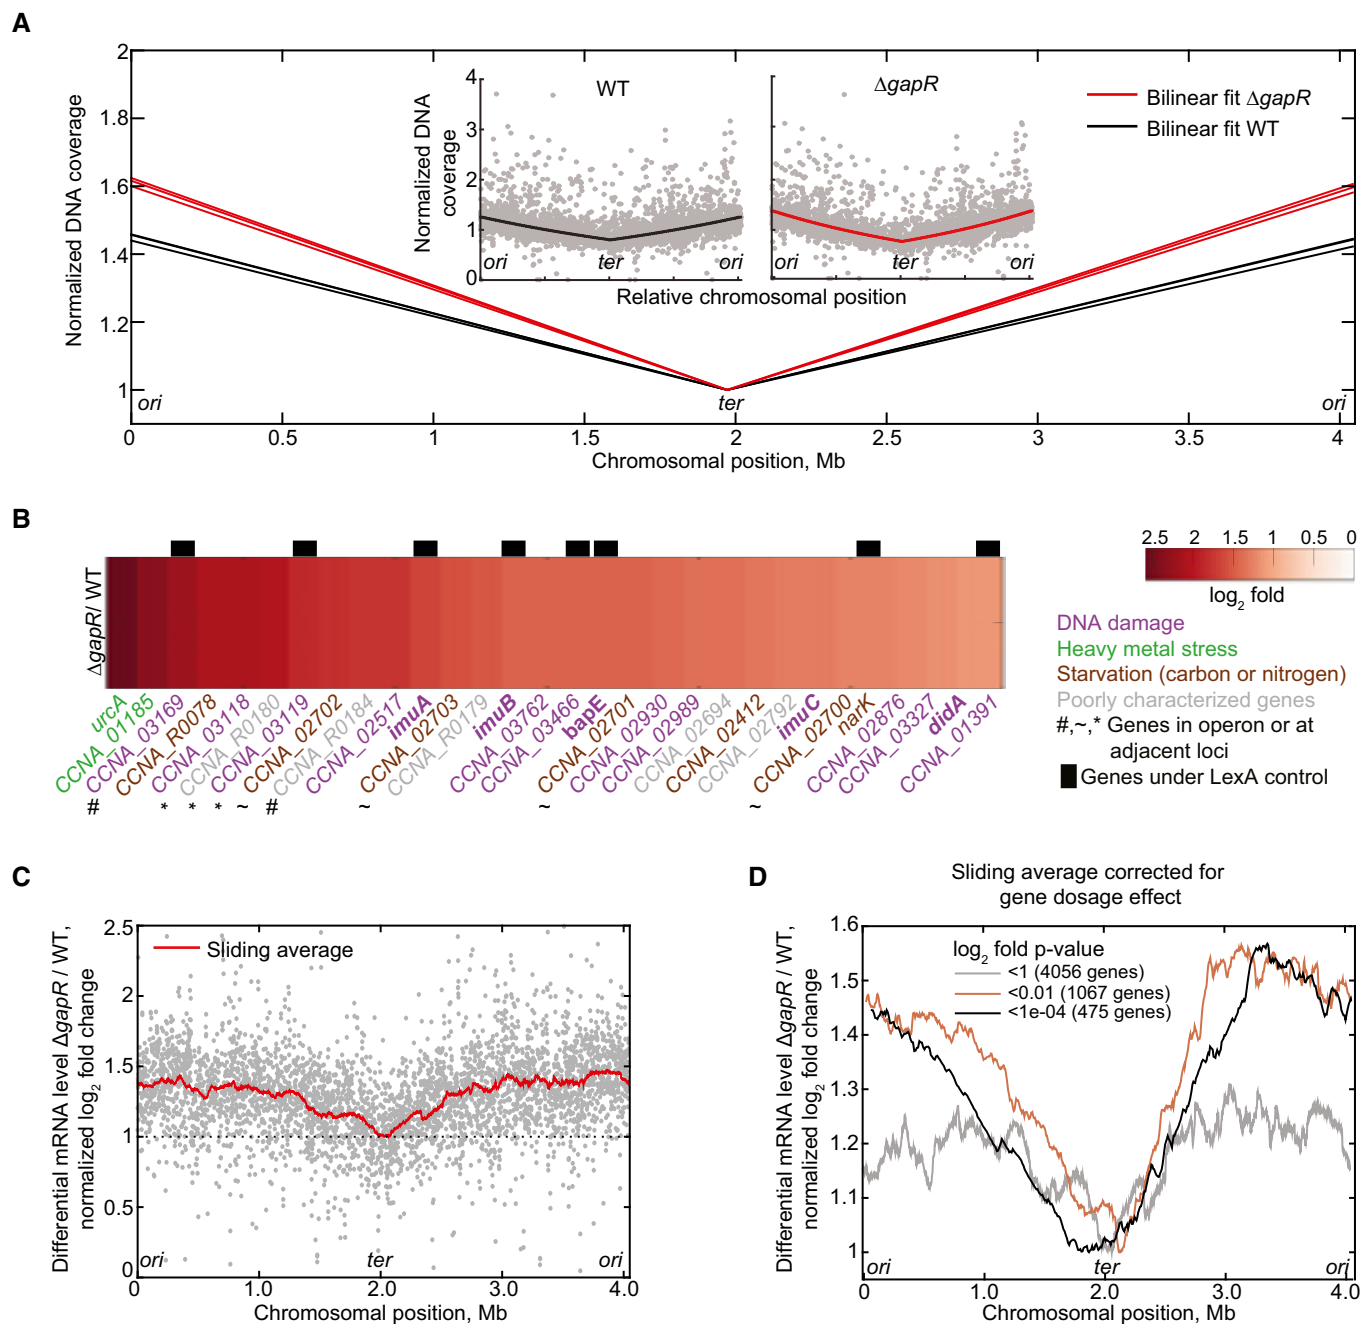 A
2
1.8
1.6
1.4
1.2
1
Normalized DNA coverage
ori
ter
ori
0
0.5
1
1.5
2
2.5
3
3.5
4
Chromosomal position, Mb
4
3
2
1
0
Normalized DNA
coverage
WT
ori
ter
ori
ΔgapR
ori
ter
ori
Relative chromosomal position
Bilinear fit ΔgapR
Bilinear fit WT
B
ΔgapR/ WT
urcA
CCNA_01185
CCNA_03169
CCNA_R0078
CCNA_03118
CCNA_R0180
CCNA_03119
CCNA_02702
CCNA_R0184
CCNA_02517
imuA
CCNA_02703
CCNA_R0179
imuB
CCNA_03762
CCNA_03466
bapE
CCNA_02701
CCNA_02930
CCNA_02989
CCNA_02694
CCNA_02412
CCNA_02792
imuC
CCNA_02700
narK
CCNA_02876
CCNA_03327
didA
CCNA_01391
# * * * ~ # ~ ~ ~
2.5 2 1.5 1 0.5 0
log2 fold
DNA damage
Heavy metal stress
Starvation (carbon or nitrogen)
Poorly characterized genes
#,~,* Genes in operon or at
adjacent loci
Genes under LexA control
C
Differential mRNA level ΔgapR / WT,
normalized log2 fold change
2.5
2
1.5
1
0.5
0
Sliding average
ori
ter
ori
0
1.0
2.0
3.0
4.0
Chromosomal position, Mb
D
Sliding average corrected for
gene dosage effect
Differential mRNA level ΔgapR / WT,
normalized log2 fold change
1.6
1.5
1.4
1.3
1.2
1.1
1
log2 fold p-value
<1 (4056 genes)
<0.01 (1067 genes)
<1e-04 (475 genes)
ori
ter
ori
0
1.0
2.0
3.0
4.0
Chromosomal position, Mb